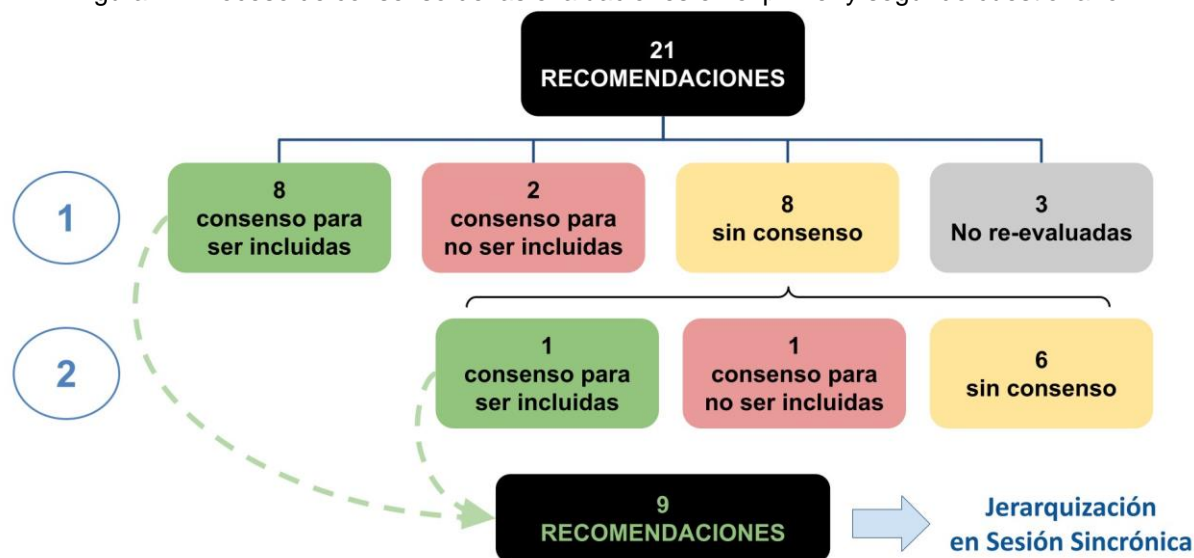 21
RECOMENDACIONES
1
8
consenso para
ser incluidas
2
consenso para
no ser incluidas
8
sin consenso
3
No re-evaluadas
2
1
consenso para
ser incluidas
1
consenso para
no ser incluidas
6
sin consenso
9
RECOMENDACIONES
Jerarquización
en Sesión Sincrónica